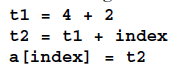 t1 = 4 + 2
t2 = t1 + index
a[index] = t2